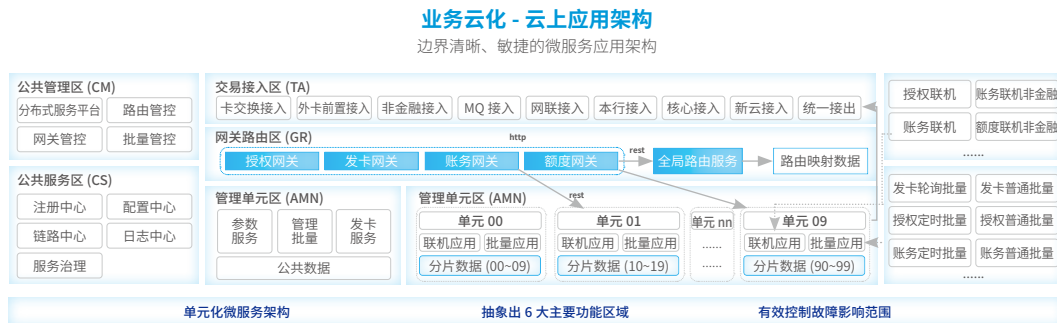 业务云化 - 云上应用架构
边界清晰、敏捷的微服务应用架构
公共管理区 (CM)
分布式服务平台 路由管控
网关管控 批量管控
公共服务区 (CS)
注册中心 配置中心
链路中心 日志中心
服务治理
交易接入区 (TA)
卡交换接入 外卡前置接入 非金融接入 MQ 接入 网联接入 本行接入 核心接入 新云接入 统一接出
网关路由区 (GR)
http
授权网关 发卡网关 账务网关 额度网关 rest 全局路由服务 路由映射数据
管理单元区 (AMN)
参数服务 管理批量 发卡服务
公共数据
管理单元区 (AMN)
rest
单元 00 单元 01 单元 nn 单元 09
联机应用 批量应用 联机应用 批量应用 ...... 联机应用 批量应用
分片数据 (00~09) 分片数据 (10~19) ...... 分片数据 (90~99)
授权联机 账务联机非金融
账务联机 额度联机非金融
......
发卡轮询批量 发卡普通批量
授权定时批量 授权普通批量
账务定时批量 账务普通批量
......
单元化微服务架构 抽象出 6 大主要功能区域 有效控制故障影响范围